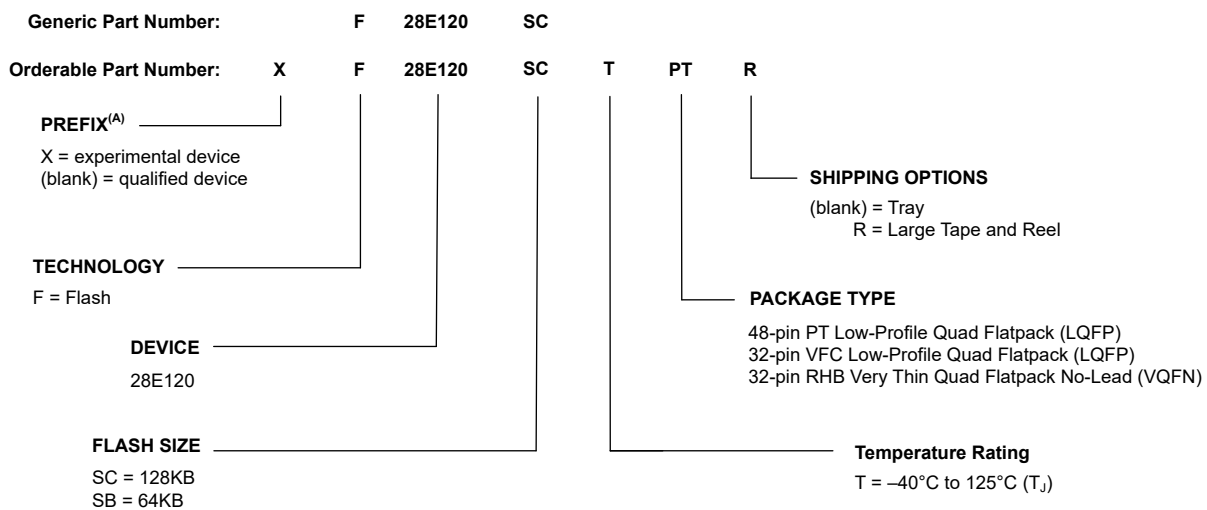 Generic Part Number: F 28E120 SC
Orderable Part Number: X F 28E120 SC T PT R
PREFIX(A)
X = experimental device
(blank) = qualified device
SHIPPING OPTIONS
(blank) = Tray
R = Large Tape and Reel
TECHNOLOGY
F = Flash
PACKAGE TYPE
48-pin PT Low-Profile Quad Flatpack (LQFP)
32-pin VFC Low-Profile Quad Flatpack (LQFP)
32-pin RHB Very Thin Quad Flatpack No-Lead (VQFN)
DEVICE
28E120
FLASH SIZE
SC = 128KB
SB = 64KB
Temperature Rating
T = –40°C to 125°C (TJ)